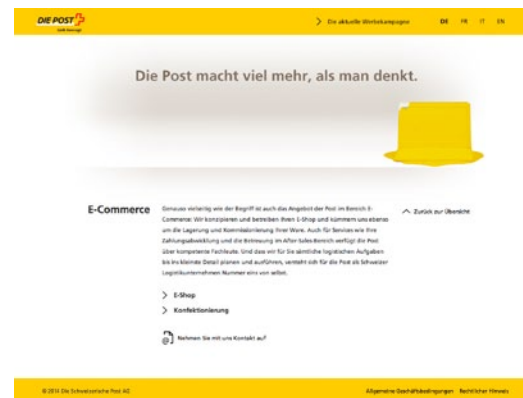 DIE POST
Gelb bewegt.
Die aktuelle Werbekampagne
DE FR IT EN
Die Post macht viel mehr, als man denkt.
E-Commerce
Genauso vielseitig wie der Begriff ist auch das Angebot der Post im Bereich E-
Commerce: Wir konzipieren und betreiben Ihren E-Shop und kümmern uns ebenso
um die Lagerung und Kommissionierung Ihrer Ware. Auch für Services wie Ihre
Zahlungsabwicklung und die Betreuung im After-Sales-Bereich verfügt die Post
über kompetente Fachleute. Und dass wir für Sie sämtliche logistischen Aufgaben
bis ins kleinste Detail planen und ausführen, versteht sich für die Post als Schweizer
Logistikunternehmen Nummer eins von selbst.
Zurück zur Übersicht
E-Shop
Konfektionierung
Nehmen Sie mit uns Kontakt auf
© 2014 Die Schweizerische Post AG
Allgemeine Geschäftsbedingungen Rechtlicher Hinweis